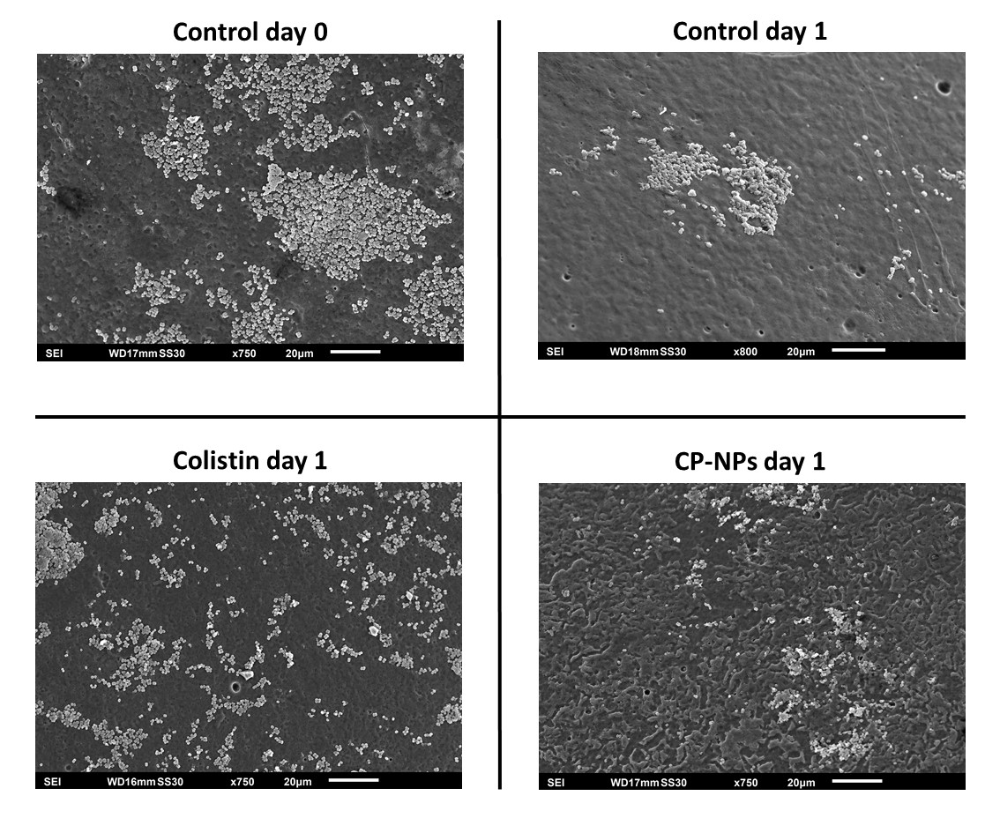 Control day 0
SEI WD17mm SS30 x750 20µm
Control day 1
SEI WD18mm SS30 x800 20µm
Colistin day 1
SEI WD16mm SS30 x750 20µm
CP-NPs day 1
SEI WD17mm SS30 x750 20µm